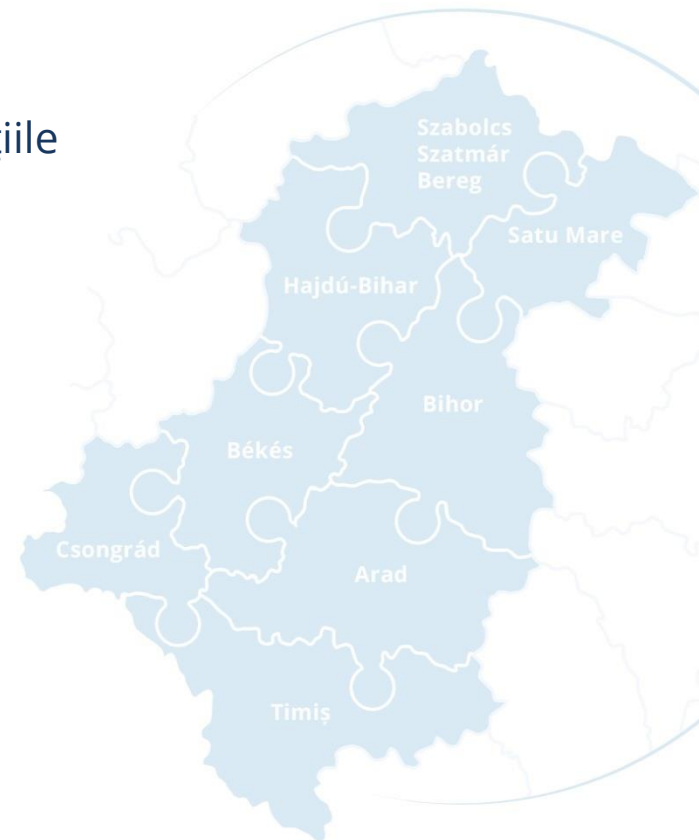 țiile
Szabolcs
Szatmár
Bereg
Satu Mare
Hajdú-Bihar
Bihor
Békés
Csongrád
Arad
Timiș